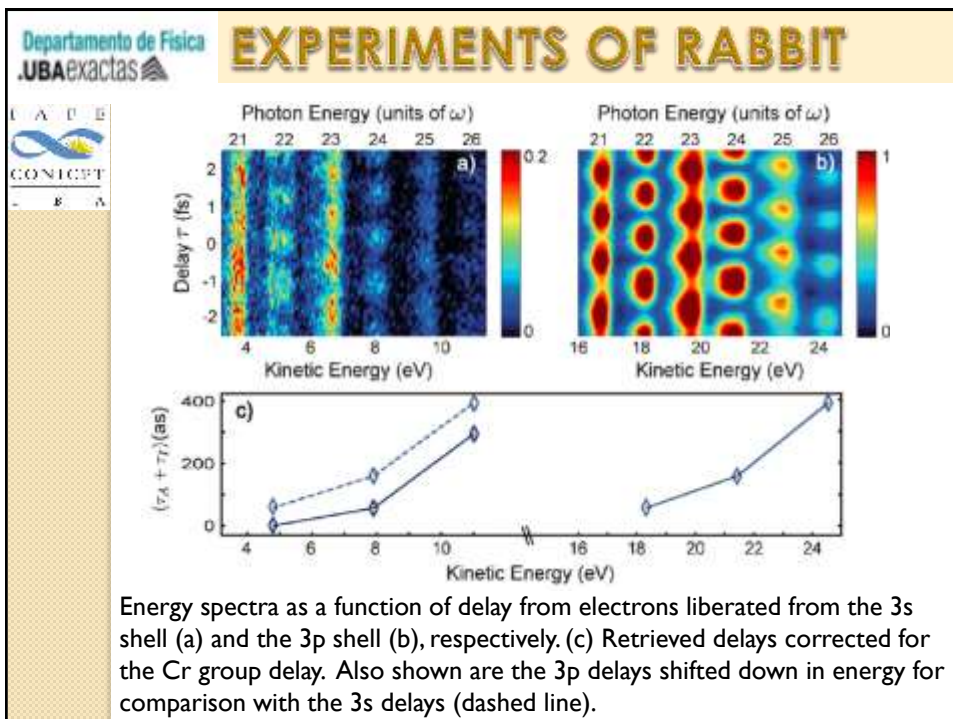 Departamento de Física
.UBAexactas
EXPERIMENTS OF RABBIT
I A F E
CONICET
U B A
Photon Energy (units of ω)
21 22 23 24 25 26
a)
0.2
0
Delay τ (fs)
2
1
0
-1
-2
4 6 8 10
Kinetic Energy (eV)
Photon Energy (units of ω)
21 22 23 24 25 26
b)
1
0
16 18 20 22 24
Kinetic Energy (eV)
c)
(τA + τI)(as)
400
200
0
4 6 8 10 16 18 20 22 24
Kinetic Energy (eV)
Energy spectra as a function of delay from electrons liberated from the 3s
shell (a) and the 3p shell (b), respectively. (c) Retrieved delays corrected for
the Cr group delay. Also shown are the 3p delays shifted down in energy for
comparison with the 3s delays (dashed line).